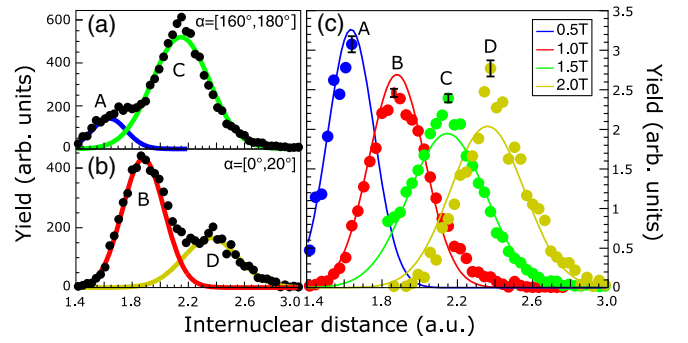 (a)
α=[160°,180°]
A
C
600
400
200
0
(b)
α=[0°,20°]
B
D
400
200
0
1.4
1.8
2.2
2.6
3.0
Yield (arb. units)
(c)
A
B
C
D
0.5T
1.0T
1.5T
2.0T
3.5
3
2.5
2
1.5
1
0.5
0
1.4
1.8
2.2
2.6
3.0
Yield (arb. units)
Internuclear distance (a.u.)